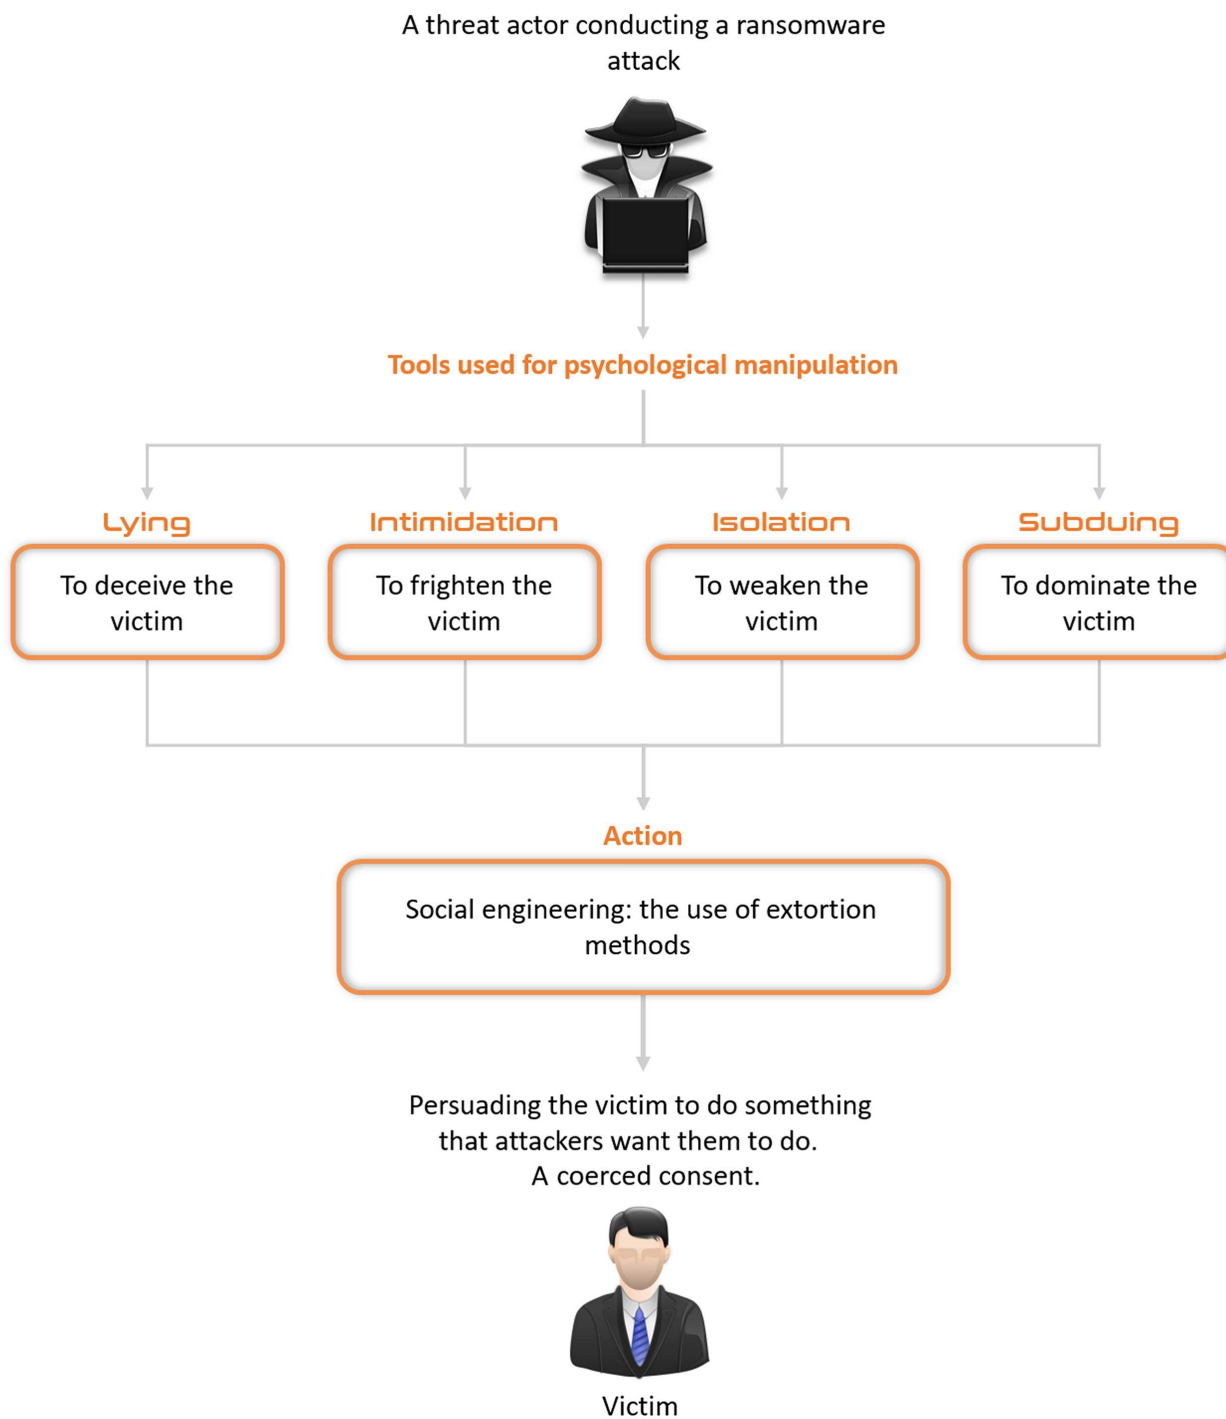 A threat actor conducting a ransomware
attack
Tools used for psychological manipulation
Lying
To deceive the
victim
Intimidation
To frighten the
victim
Isolation
To weaken the
victim
Subduing
To dominate the
victim
Action
Social engineering: the use of extortion
methods
Persuading the victim to do something
that attackers want them to do.
A coerced consent.
Victim